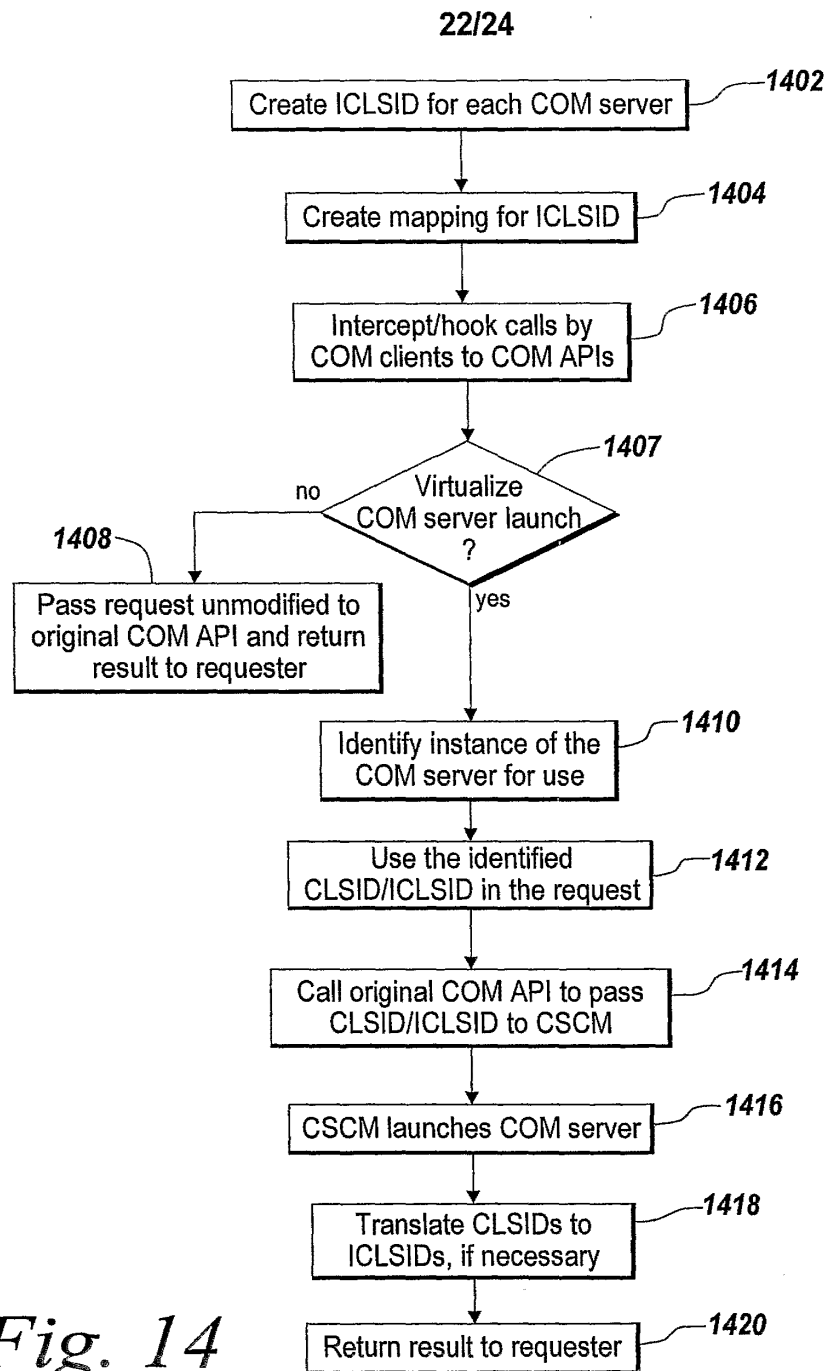 22/24
1402
Create ICLSID for each COM server
1404
Create mapping for ICLSID
1406
Intercept/hook calls by
COM clients to COM APIs
1407
Virtualize
COM server launch
?
no
yes
1408
Pass request unmodified to
original COM API and return
result to requester
1410
Identify instance of the
COM server for use
1412
Use the identified
CLSID/ICLSID in the request
1414
Call original COM API to pass
CLSID/ICLSID to CSCM
1416
CSCM launches COM server
1418
Translate CLSIDs to
ICLSIDs, if necessary
1420
Return result to requester
Fig. 14